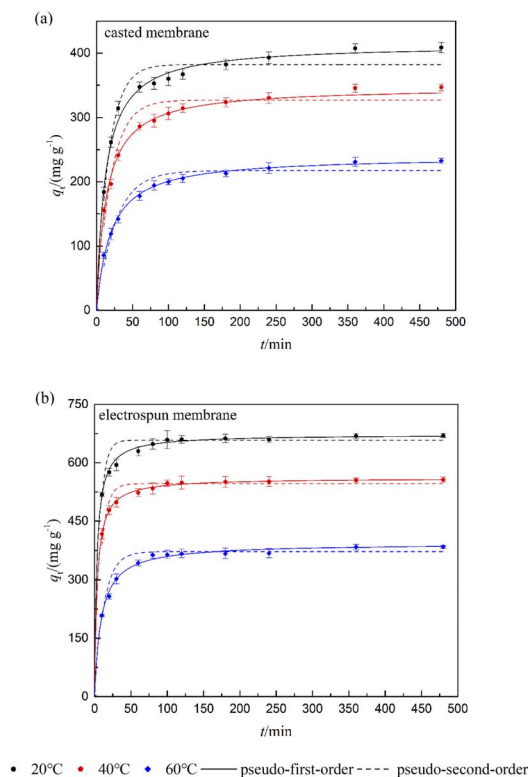 (a)
casted membrane
400
300
200
100
0
qₜ/(mg g⁻¹)
0 50 100 150 200 250 300 350 400 450 500
t/min
(b)
electrospun membrane
750
600
450
300
150
0
qₜ/(mg g⁻¹)
0 25 50 75 100 150 200 250 300 350 400 450 500
t/min
20°C 40°C 60°C pseudo-first-order pseudo-second-order